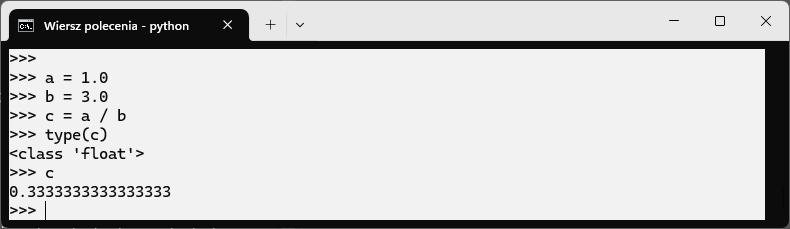 Wiersz polecenia - python
>>>
>>> a = 1.0
>>> b = 3.0
>>> c = a / b
>>> type(c)
<class 'float'>
>>> c
0.3333333333333333
>>>